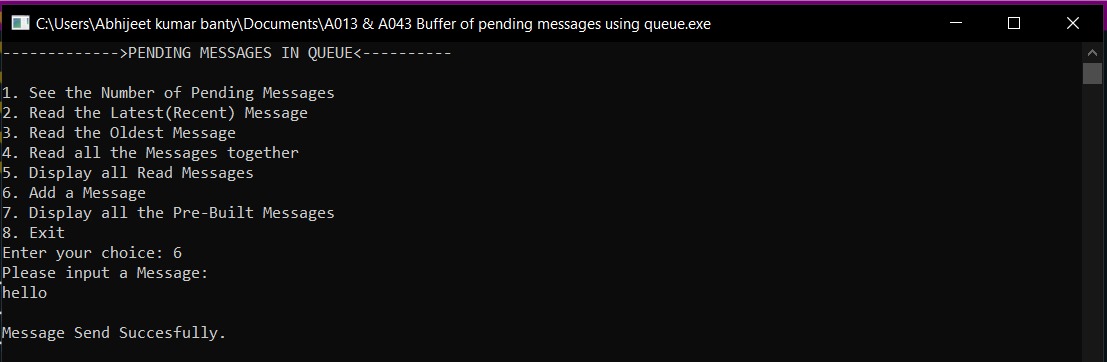 C:\Users\Abhijeet kumar banty\Documents\A013 & A043 Buffer of pending messages using queue.exe
------------->PENDING MESSAGES IN QUEUE<----------
1. See the Number of Pending Messages
2. Read the Latest(Recent) Message
3. Read the Oldest Message
4. Read all the Messages together
5. Display all Read Messages
6. Add a Message
7. Display all the Pre-Built Messages
8. Exit
Enter your choice: 6
Please input a Message:
hello
Message Send Succesfully.